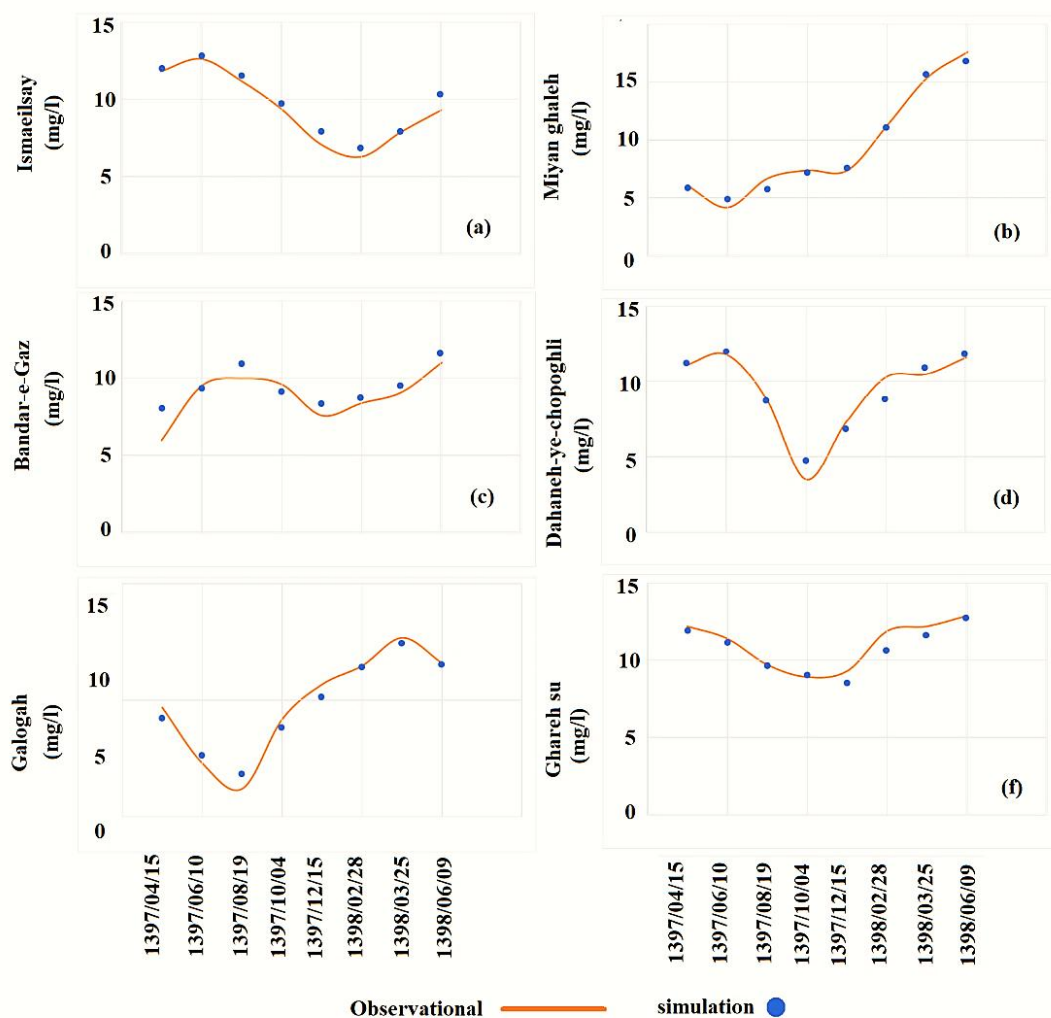 15
10
5
0
Ismaeilsay
(mg/l)
(a)
15
10
5
0
Miyan ghaleh
(mg/l)
(b)
15
10
5
0
Bandar-e-Gaz
(mg/l)
(c)
15
10
5
0
Dahaneh-ye-chopoghli
(mg/l)
(d)
15
10
5
0
Galogah
(mg/l)
15
10
5
0
Ghareh su
(mg/l)
(f)
1397/04/15
1397/06/10
1397/08/19
1397/10/04
1397/12/15
1398/02/28
1398/03/25
1398/06/09
1397/04/15
1397/06/10
1397/08/19
1397/10/04
1397/12/15
1398/02/28
1398/03/25
1398/06/09
Observational simulation